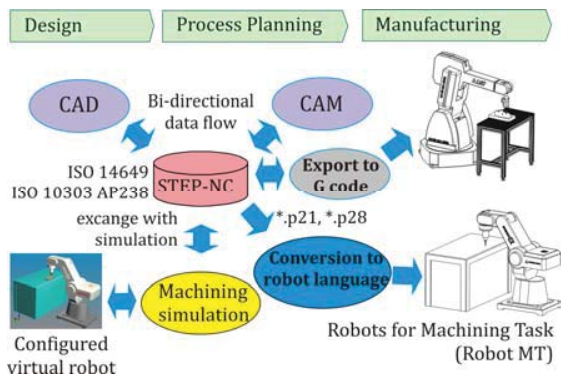 Design
Process Planning
Manufacturing
CAD
Bi-directional
data flow
CAM
ISO 14649
ISO 10303 AP238
STEP-NC
Export to
G code
excange with
simulation
*.p21, *.p28
Conversion to
robot language
Machining
simulation
Configured
virtual robot
Robots for Machining Task
(Robot MT)